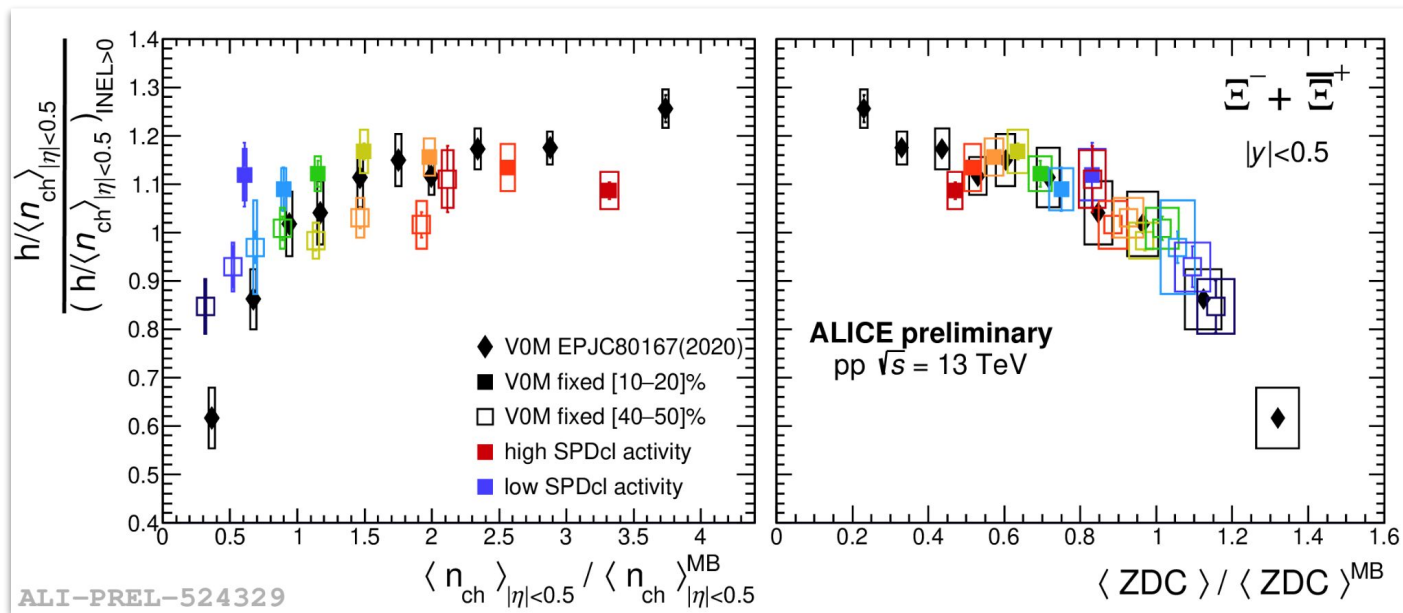 h/⟨n_ch⟩_|η|<0.5
( h/⟨n_ch⟩_|η|<0.5 )_INEL>0
1.4
1.3
1.2
1.1
1
0.9
0.8
0.7
0.6
0.5
0.4
V0M EPJC80167(2020)
V0M fixed [10–20]%
V0M fixed [40–50]%
high SPDcl activity
low SPDcl activity
0 0.5 1 1.5 2 2.5 3 3.5 4
⟨ n_ch ⟩_|η|<0.5 / ⟨ n_ch ⟩^MB_|η|<0.5
Ξ⁻ + Ξ̅⁺
|y|<0.5
ALICE preliminary
pp √s = 13 TeV
0 0.2 0.4 0.6 0.8 1 1.2 1.4 1.6
⟨ ZDC ⟩ / ⟨ ZDC ⟩^MB
ALI−PREL−524329